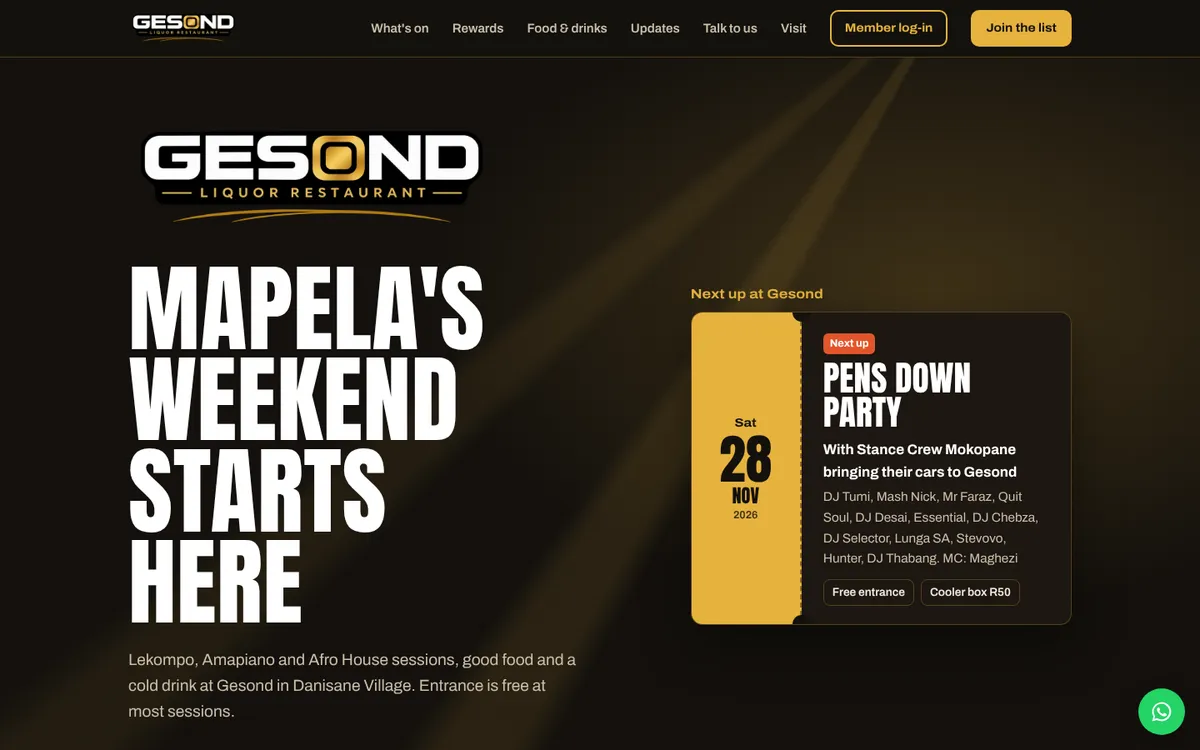 GESOND
LIQUOR RESTAURANT
What's on
Rewards
Food & drinks
Updates
Talk to us
Visit
Member log-in
Join the list
GESOND
LIQUOR RESTAURANT
MAPELA'S
WEEKEND
STARTS
HERE
Lekompo, Amapiano and Afro House sessions, good food and a
cold drink at Gesond in Danisane Village. Entrance is free at
most sessions.
Next up at Gesond
Sat
28
NOV
2026
Next up
PENS DOWN
PARTY
With Stance Crew Mokopane
bringing their cars to Gesond
DJ Tumi, Mash Nick, Mr Faraz, Quit
Soul, DJ Desai, Essential, DJ Chebza,
DJ Selector, Lunga SA, Stevovo,
Hunter, DJ Thabang. MC: Maghezi
Free entrance
Cooler box R50